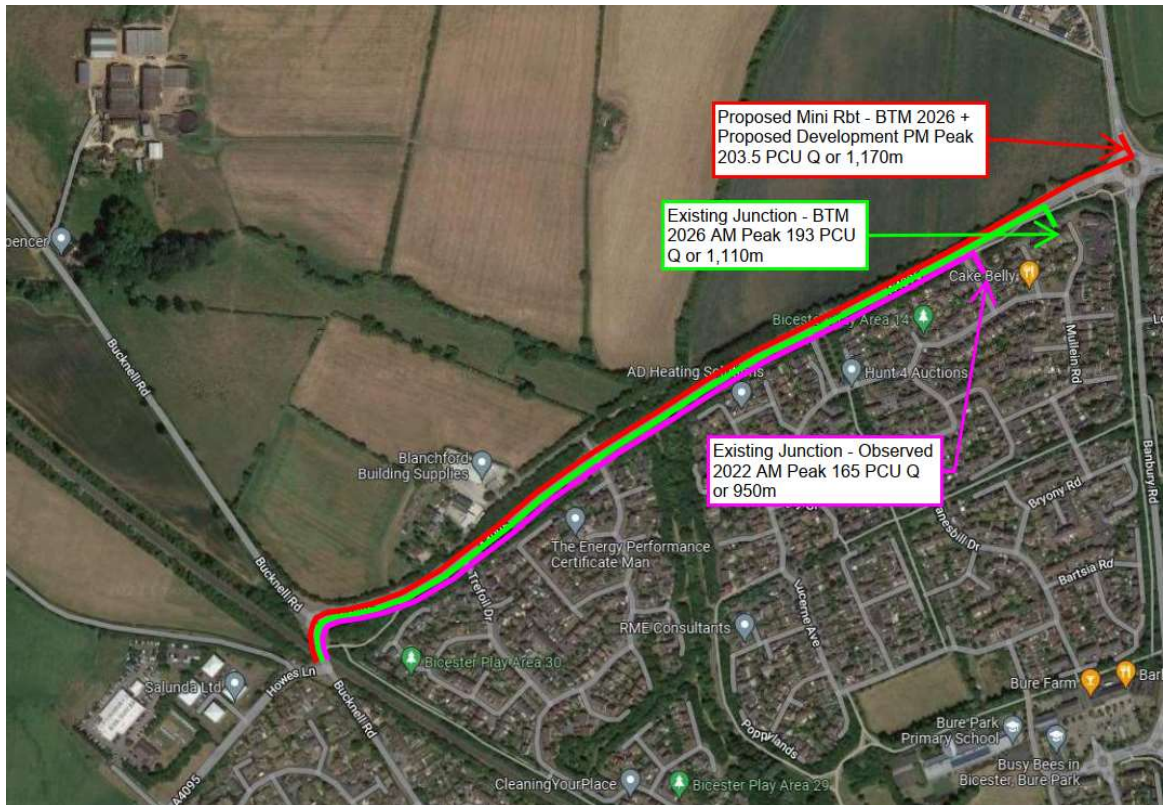 Proposed Mini Rbt - BTM 2026 +
Proposed Development PM Peak
203.5 PCU Q or 1,170m
Existing Junction - BTM
2026 AM Peak 193 PCU
Q or 1,110m
Cake Belly
Bicester Play Area 14
Mullein Rd
AD Heating Solutions
Hunt 4 Auctions
Existing Junction - Observed
2022 AM Peak 165 PCU Q
or 950m
Bucknell Rd
Blanchford
Building Supplies
Banbury Rd
Bryony Rd
The Energy Performance
Certificate Man
Bucknell Rd
Trefoil Dr
Bartsia Rd
Lucerne Ave
RME Consultants
Bicester Play Area 30
Howes Ln
Salunda Ltd
Bucknell Rd
Bure Farm
Bure Park
Primary School
A4095
Busy Bees in
Bicester, Bure Park
CleaningYourPlace
Bicester Play Area 29